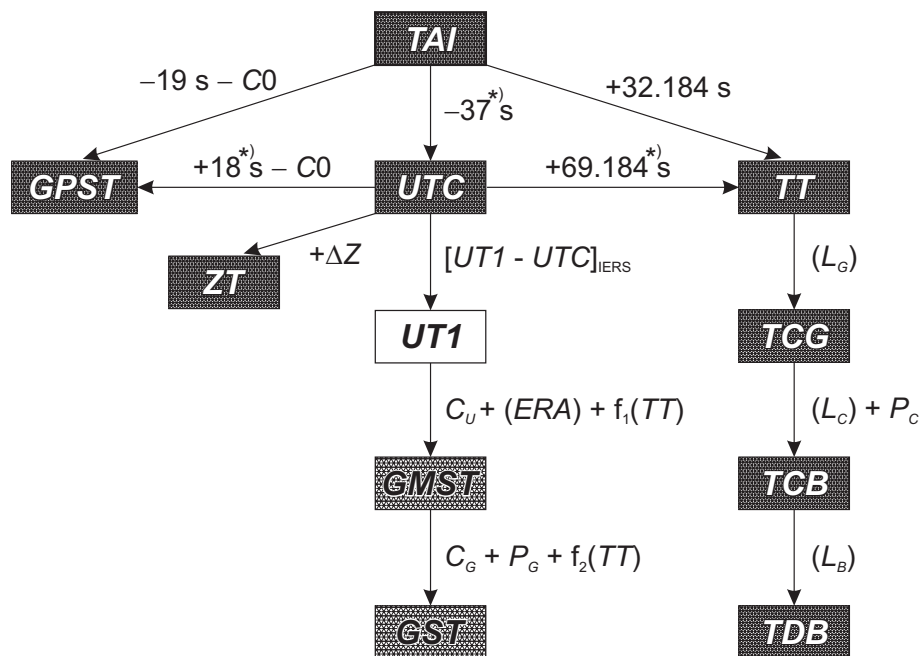 TAI
−19 s − C0
+32.184 s
−37*)s
+18*)s − C0
+69.184*)s
GPST
UTC
TT
+ΔZ
[UT1 - UTC]IERS
(LG)
ZT
UT1
TCG
CU + (ERA) + f1(TT)
(LC) + PC
GMST
TCB
CG + PG + f2(TT)
(LB)
GST
TDB